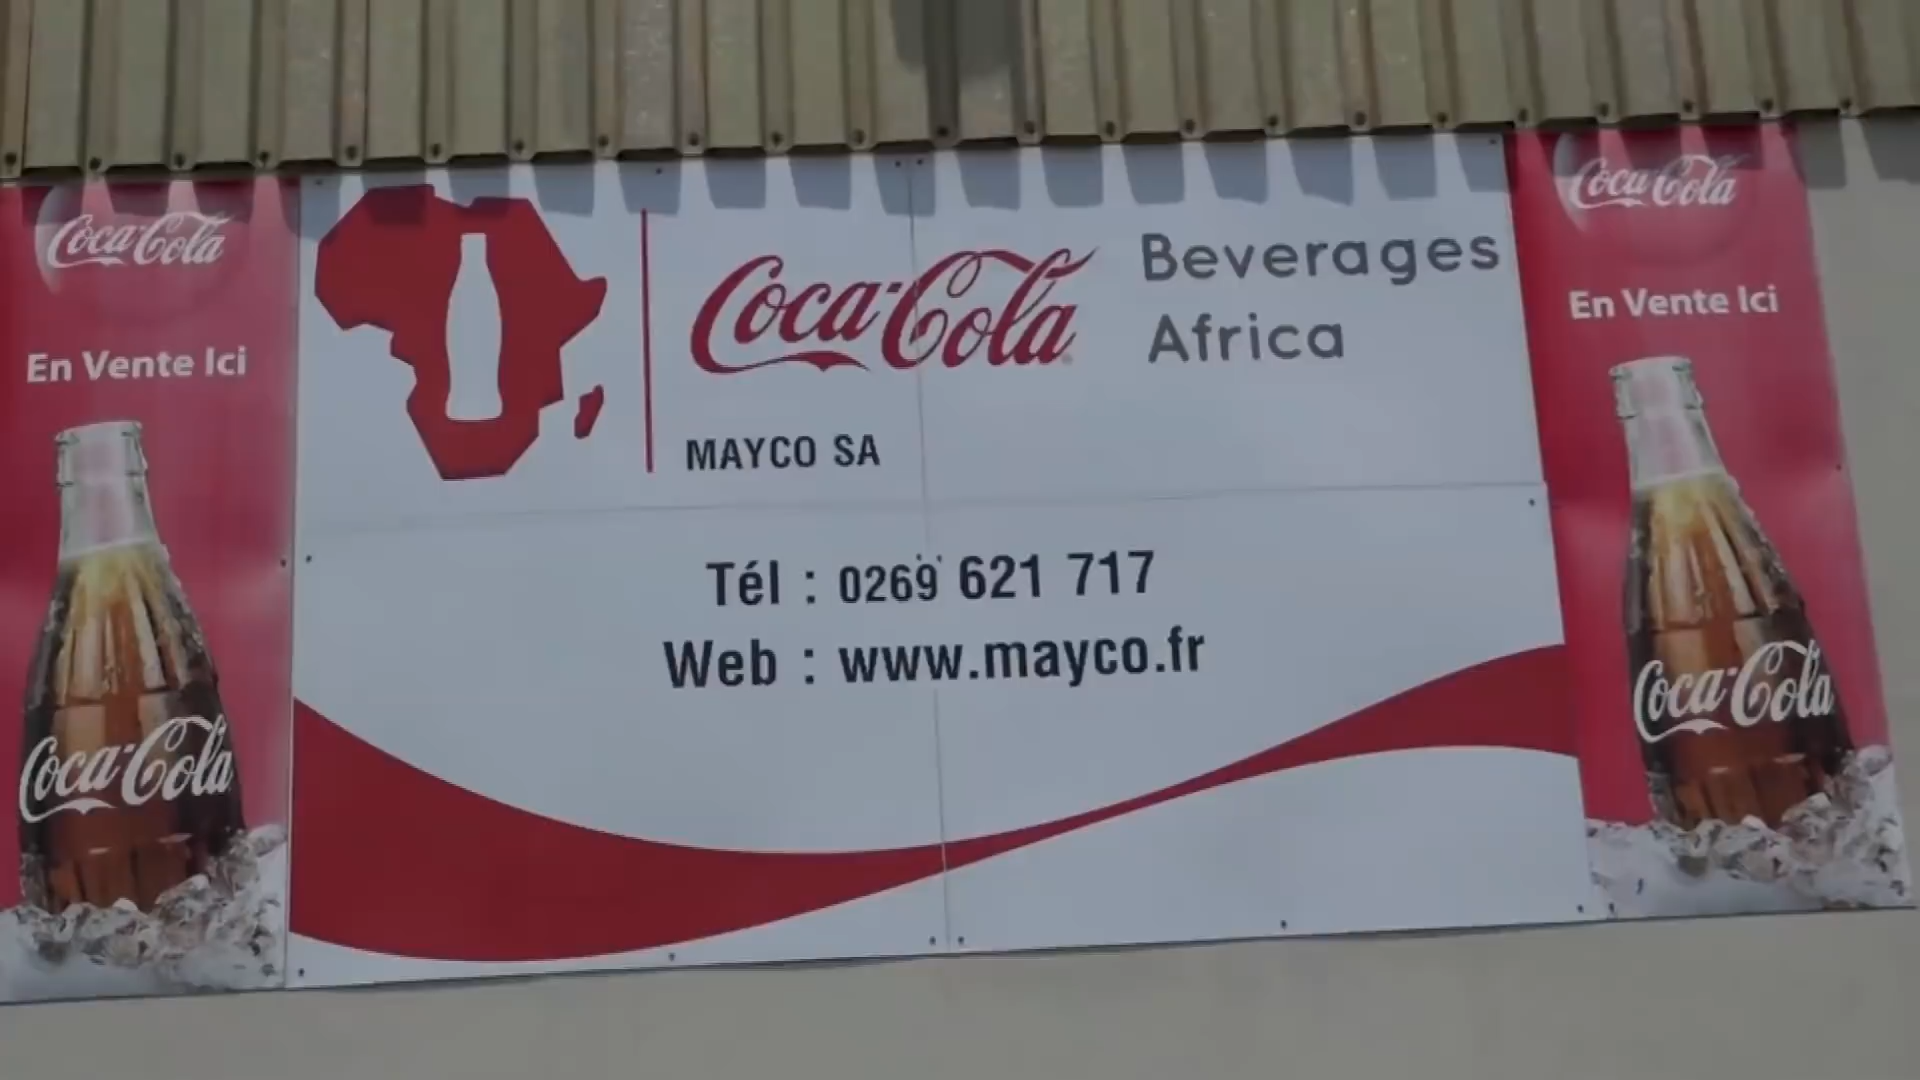 Coca-Cola
En Vente Ici
Coca-Cola
Coca-Cola
Beverages
Africa
MAYCO SA
Tél : 0269 621 717
Web : www.mayco.fr
Coca-Cola
En Vente Ici
Coca-Cola